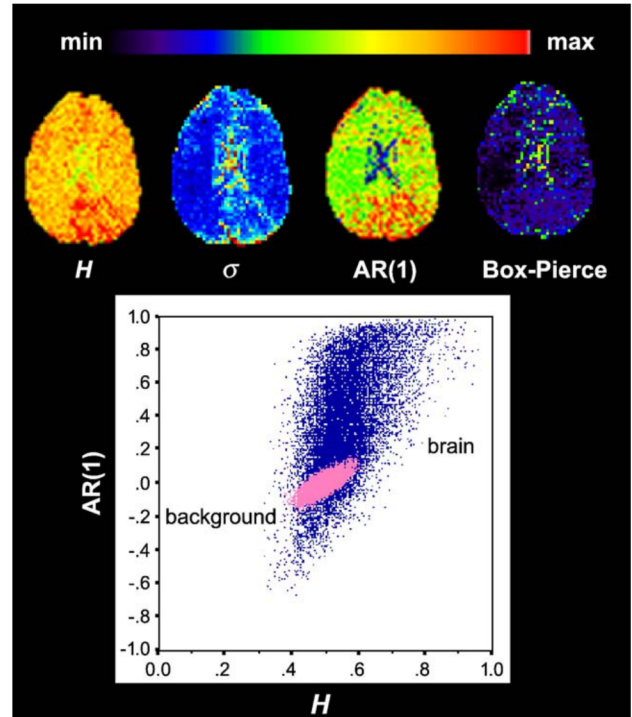 min max
H σ AR(1) Box-Pierce
1.0
.8
.6
.4
.2
.0
-.2
-.4
-.6
-.8
-1.0
AR(1)
brain
background
0.0 .2 .4 .6 .8 1.0
H